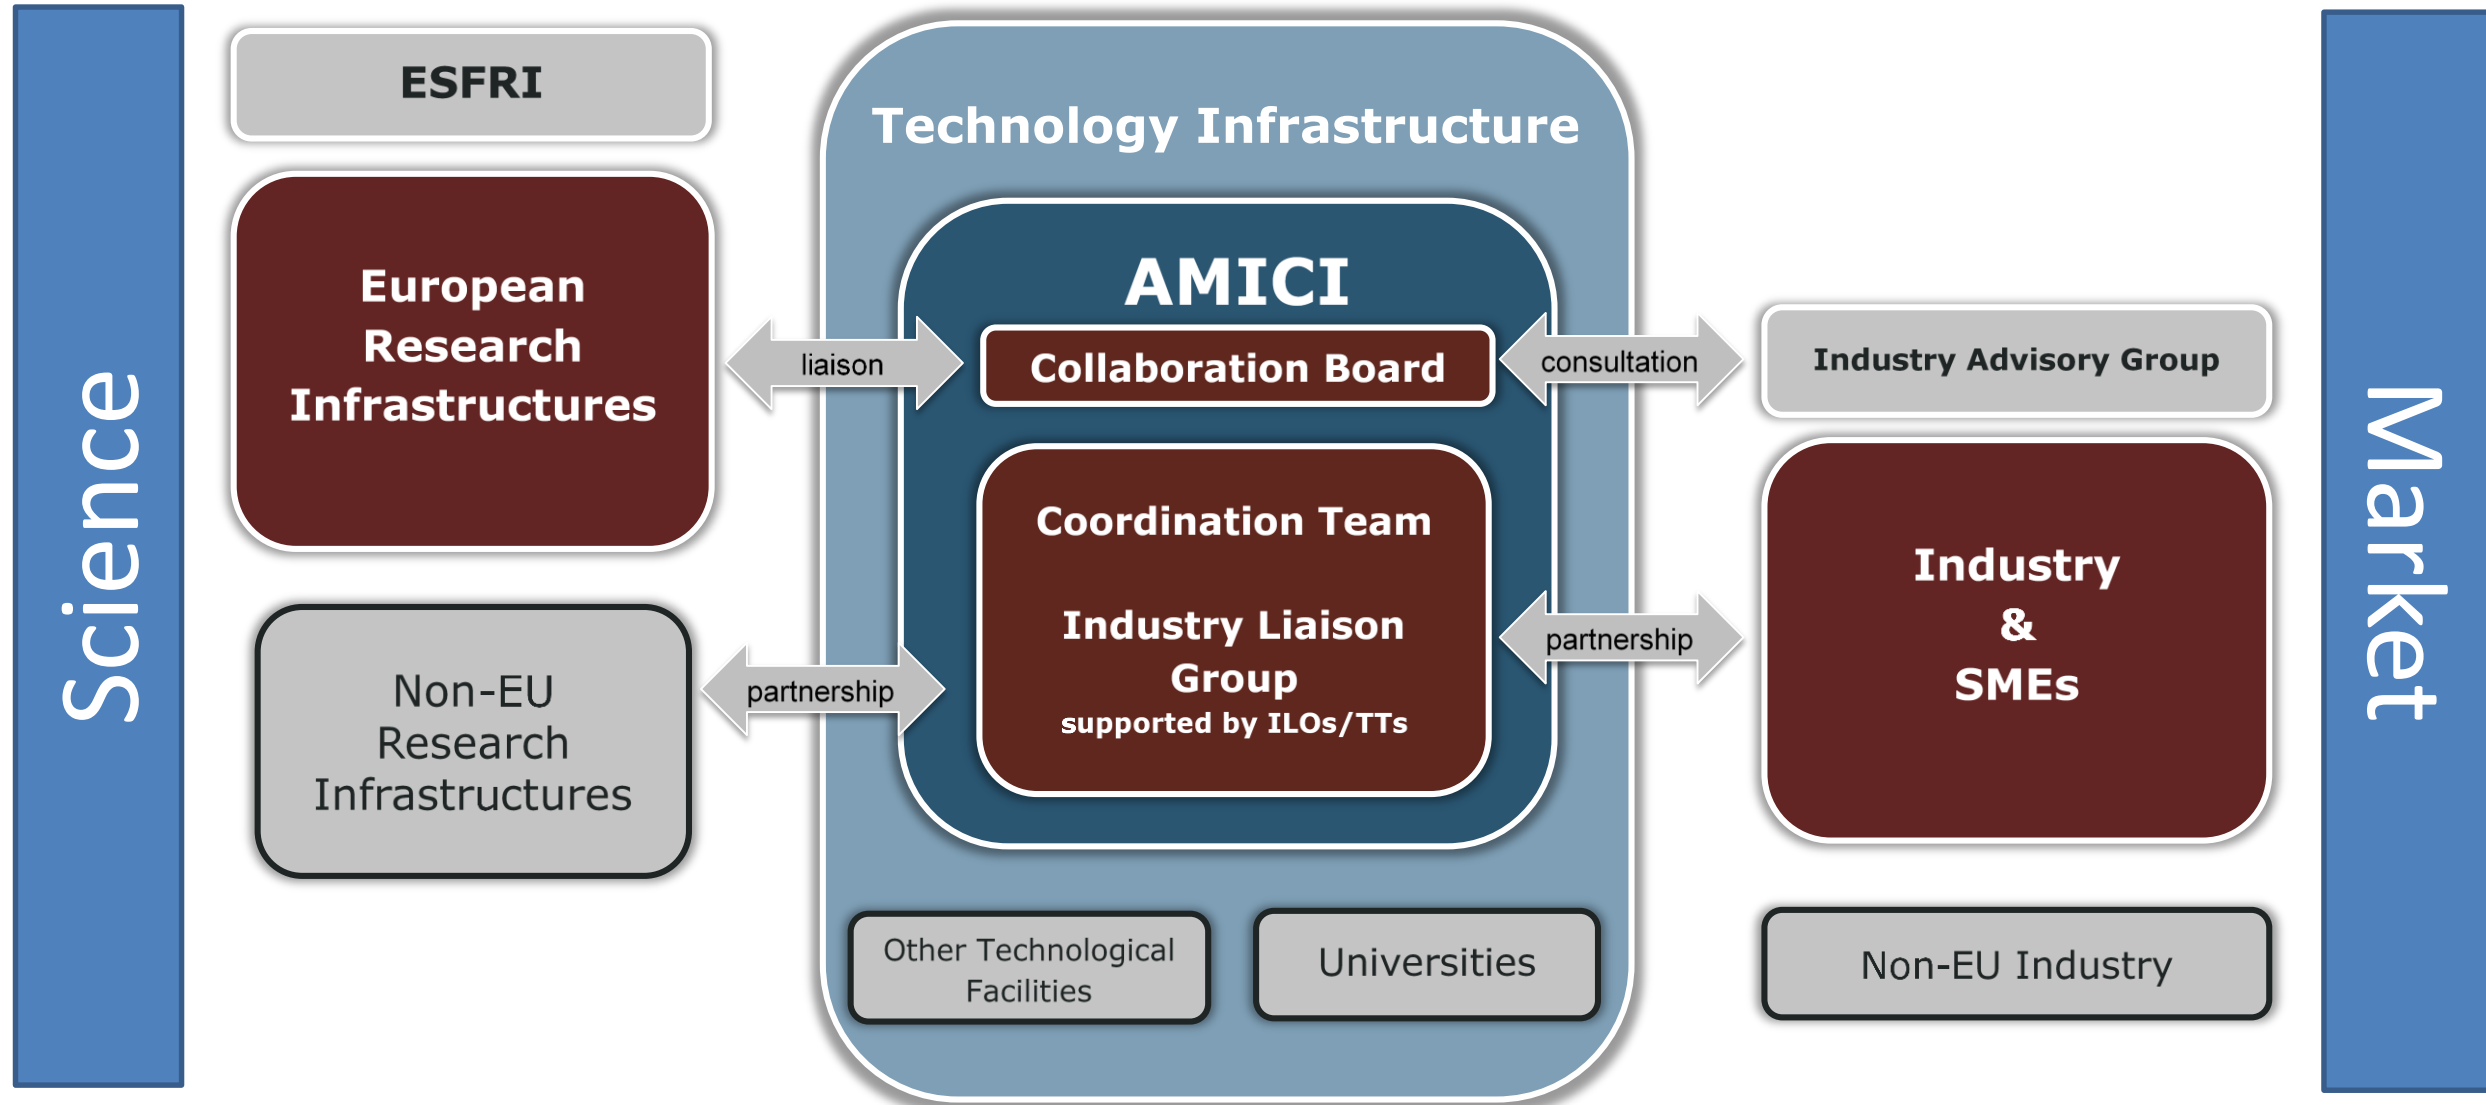 Science
ESFRI
European
Research
Infrastructures
Non-EU
Research
Infrastructures
liaison
partnership
Technology Infrastructure
AMICI
Collaboration Board
Coordination Team
Industry Liaison
Group
supported by ILOs/TTs
Other Technological
Facilities
Universities
consultation
partnership
Industry Advisory Group
Industry
&
SMEs
Non-EU Industry
Market